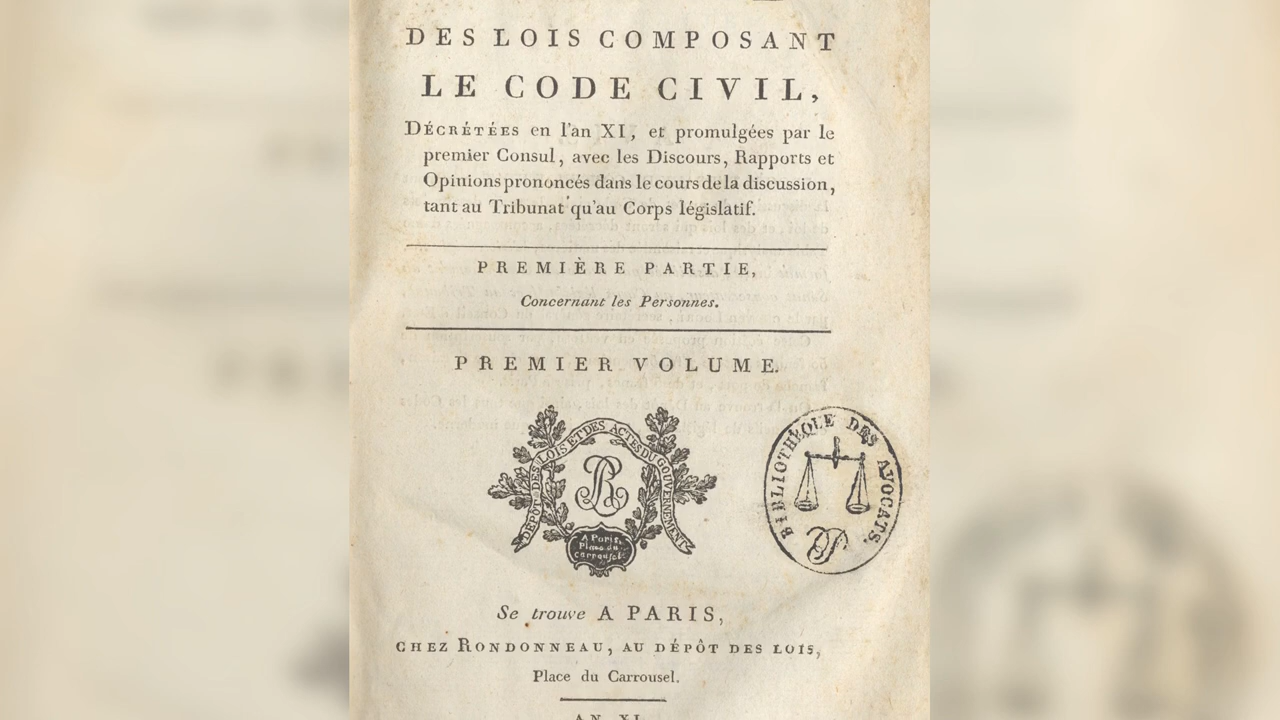 DES LOIS COMPOSANT
LE CODE CIVIL,
DÉCRÉTÉES en l'an XI, et promulgées par le
premier Consul, avec les Discours, Rapports et
Opinions prononcés dans le cours de la discussion,
tant au Tribunat qu'au Corps législatif.
PREMIÈRE PARTIE,
Concernant les Personnes.
PREMIER VOLUME.
DÉPÔT DES LOIS ET DES ACTES DU GOUVERNEMENT
A Paris,
Place du
Carrousel
BIBLIOTHÈQUE DES AVOCATS.
Se trouve A PARIS,
CHEZ RONDONNEAU, AU DÉPÔT DES LOIS,
Place du Carrousel.
AN XI